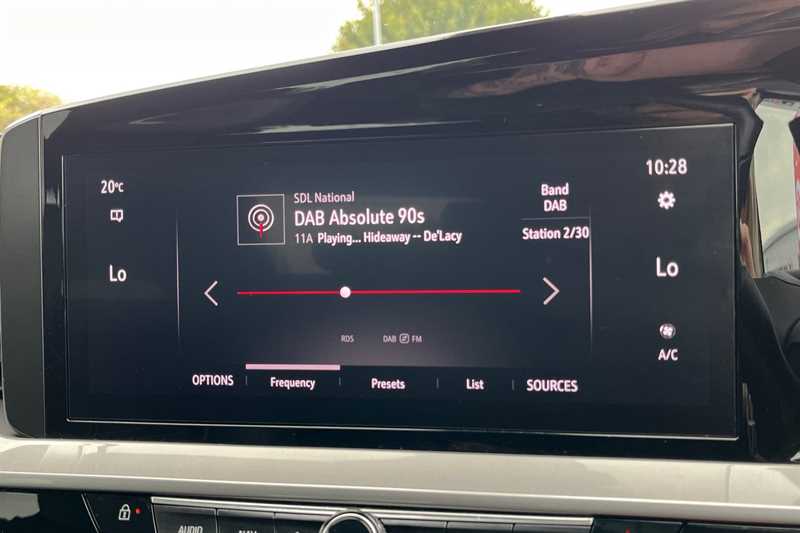 20°C
Lo
SDL National
DAB Absolute 90s
11A Playing... Hideaway -- De'Lacy
Band
DAB
Station 2/30
10:28
Lo
A/C
RDS
DAB FM
OPTIONS
Frequency
Presets
List
SOURCES
AUDIO
NAV